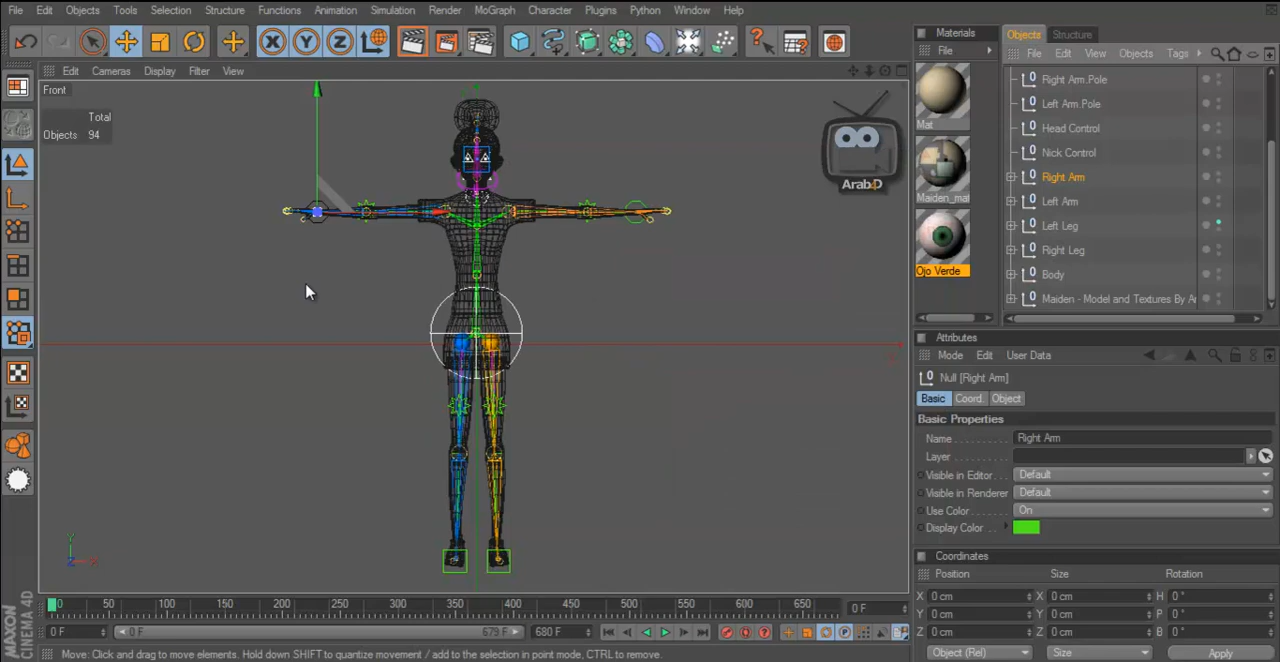 File Edit Objects Tools Selection Structure Functions Animation Simulation Render MoGraph Character Plugins Python Window Help
Edit Cameras Display Filter View
Front
Total
Objects 94
Arab4D
Materials
File
Mat
Maiden_mat
Ojo Verde
Objects Structure
File Edit View Objects Tags
Right Arm.Pole
Left Arm.Pole
Head Control
Nick Control
Right Arm
Left Arm
Left Leg
Right Leg
Body
Maiden - Model and Textures By Ar
Attributes
Mode Edit User Data
Null [Right Arm]
Basic Coord. Object
Basic Properties
Name Right Arm
Layer
Visible in Editor Default
Visible in Renderer Default
Use Color On
Display Color
Coordinates
Position Size Rotation
X 0 cm X 0 cm H 0 °
Y 0 cm Y 0 cm P 0 °
Z 0 cm Z 0 cm B 0 °
Object (Rel) Size Apply
0 50 100 150 200 250 300 350 400 450 500 550 600 650 0 F
0 F 0 F 679 F 680 F
MAXON CINEMA 4D
Move: Click and drag to move elements. Hold down SHIFT to quantize movement / add to the selection in point mode, CTRL to remove.